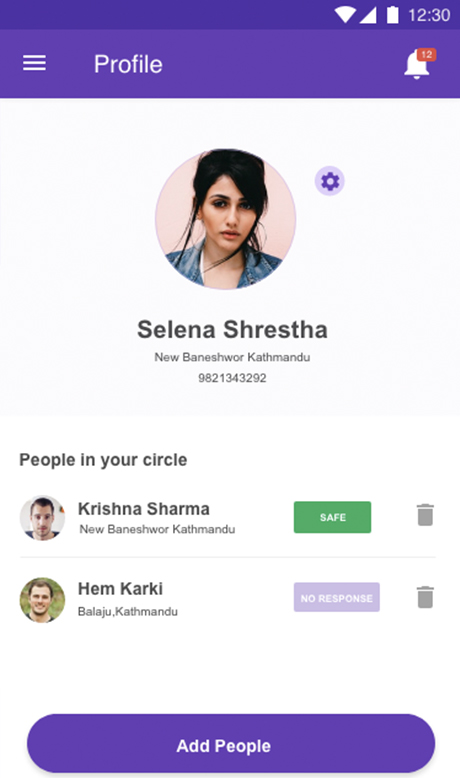 12:30
Profile
12
Selena Shrestha
New Baneshwor Kathmandu
9821343292
People in your circle
Krishna Sharma
New Baneshwor Kathmandu
SAFE
Hem Karki
Balaju,Kathmandu
NO RESPONSE
Add People